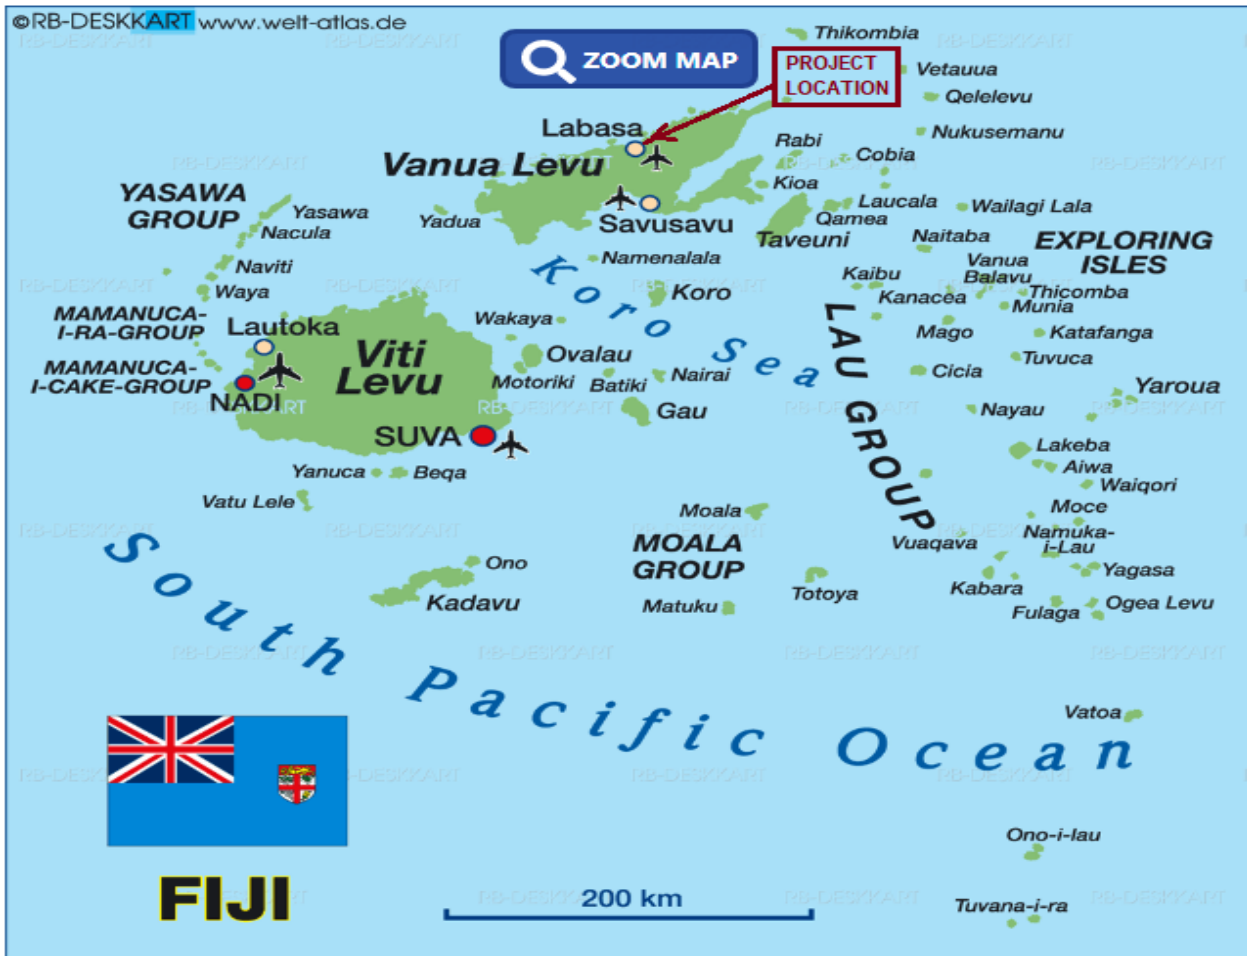 ©RB-DESKKART www.welt-atlas.de
ZOOM MAP
PROJECT
LOCATION
Thikombia
Vetauua
Qelelevu
Nukusemanu
Labasa
Rabi
Cobia
Vanua Levu
Kioa
YASAWA
GROUP
Yasawa
Nacula
Yadua
Savusavu
Laucala
Qamea
Wailagi Lala
Taveuni
Naitaba
EXPLORING
ISLES
Naviti
Waya
Namenalala
Koro Sea
Koro
Kaibu
Vanua
Balavu
Kanacea
Thicomba
Munia
MAMANUCA-
I-RA-GROUP
Lautoka
Wakaya
Mago
Katafanga
LAU GROUP
Viti
Levu
Ovalau
Tuvuca
MAMANUCA-
I-CAKE-GROUP
NADI
Motoriki
Batiki
Nairai
Cicia
Yaroua
Gau
Nayau
SUVA
Lakeba
Aiwa
Yanuca
Beqa
Waiqori
Vatu Lele
Moala
Moce
MOALA
GROUP
Vuaqava
Namuka-
i-Lau
Ono
Yagasa
Kadavu
Matuku
Totoya
Kabara
Fulaga
Ogea Levu
South Pacific Ocean
Vatoa
Ono-i-lau
FIJI
200 km
Tuvana-i-ra
RB-DESKKART